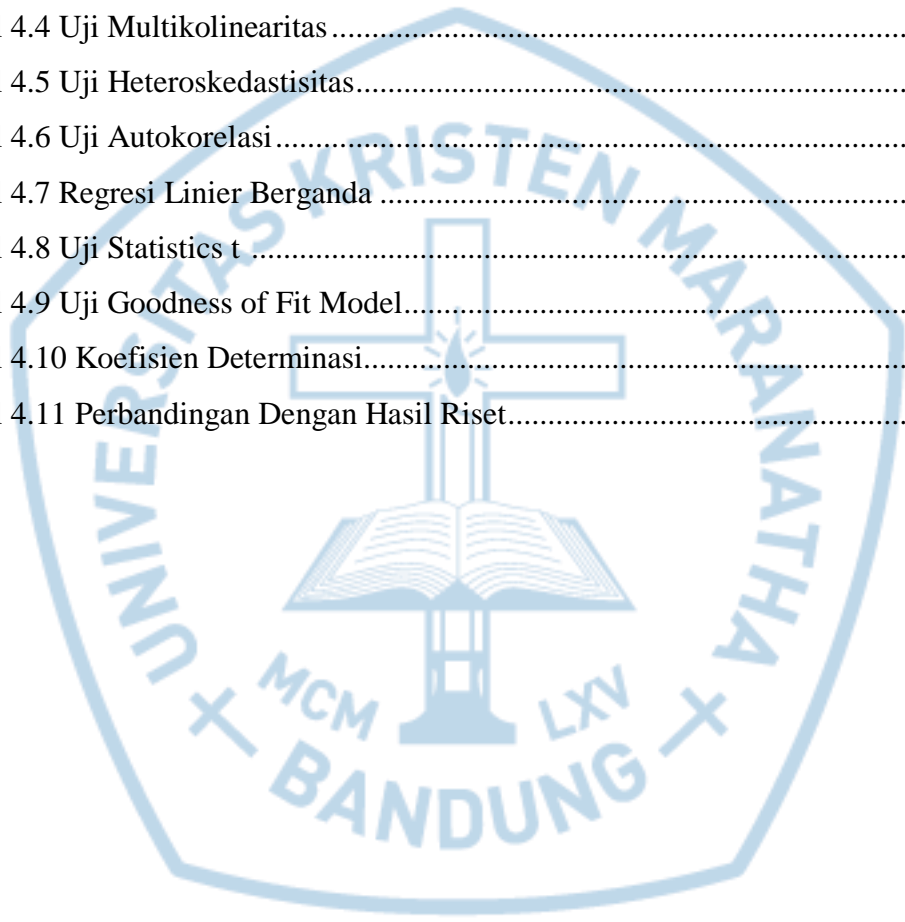 4.4 Uji Multikolinearitas
4.5 Uji Heteroskedastisitas
4.6 Uji Autokorelasi
4.7 Regresi Linier Berganda
4.8 Uji Statistics t
4.9 Uji Goodness of Fit Model
4.10 Koefisien Determinasi
4.11 Perbandingan Dengan Hasil Riset
UNIVERSITAS KRISTEN MARANATHA
MCM LXV
BANDUNG